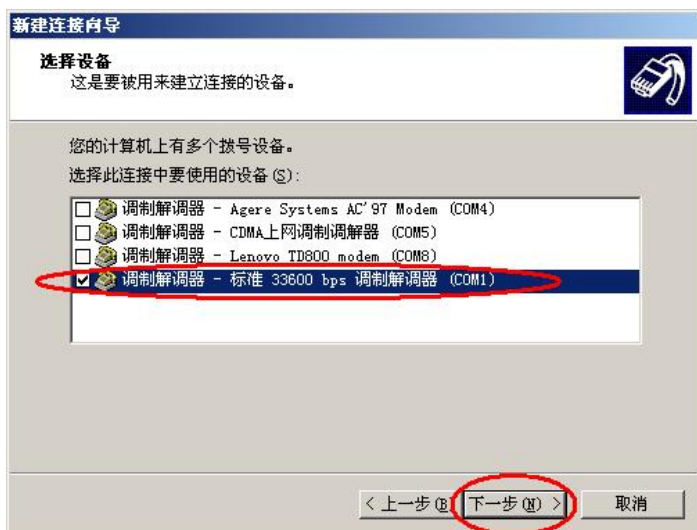 新建连接向导
选择设备
这是要被用来建立连接的设备。
您的计算机上有多个拨号设备。
选择此连接中要使用的设备(S):
调制解调器 - Agere Systems AC'97 Modem (COM4)
调制解调器 - CDMA上网调制调解器 (COM5)
调制解调器 - Lenovo TD800 modem (COM8)
调制解调器 - 标准 33600 bps 调制解调器 (COM1)
< 上一步(B) 下一步(N) > 取消